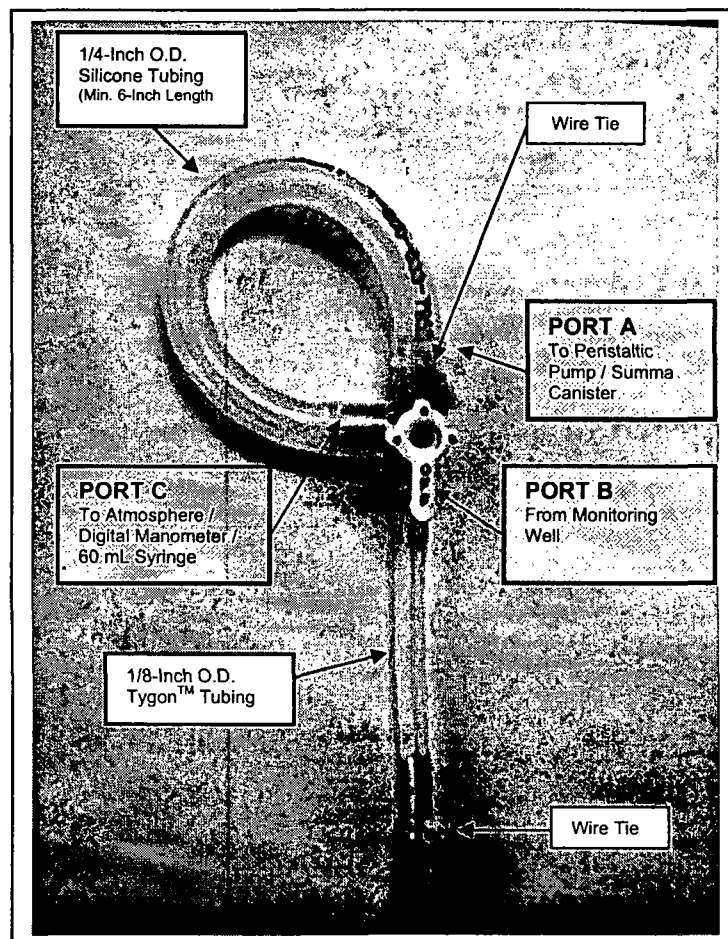 1/4-Inch O.D.
Silicone Tubing
(Min. 6-Inch Length
Wire Tie
PORT A
To Peristaltic
Pump / Summa
Canister
PORT C
To Atmosphere /
Digital Manometer /
60 mL Syringe
PORT B
From Monitoring
Well
1/8-Inch O.D.
Tygon™ Tubing
Wire Tie